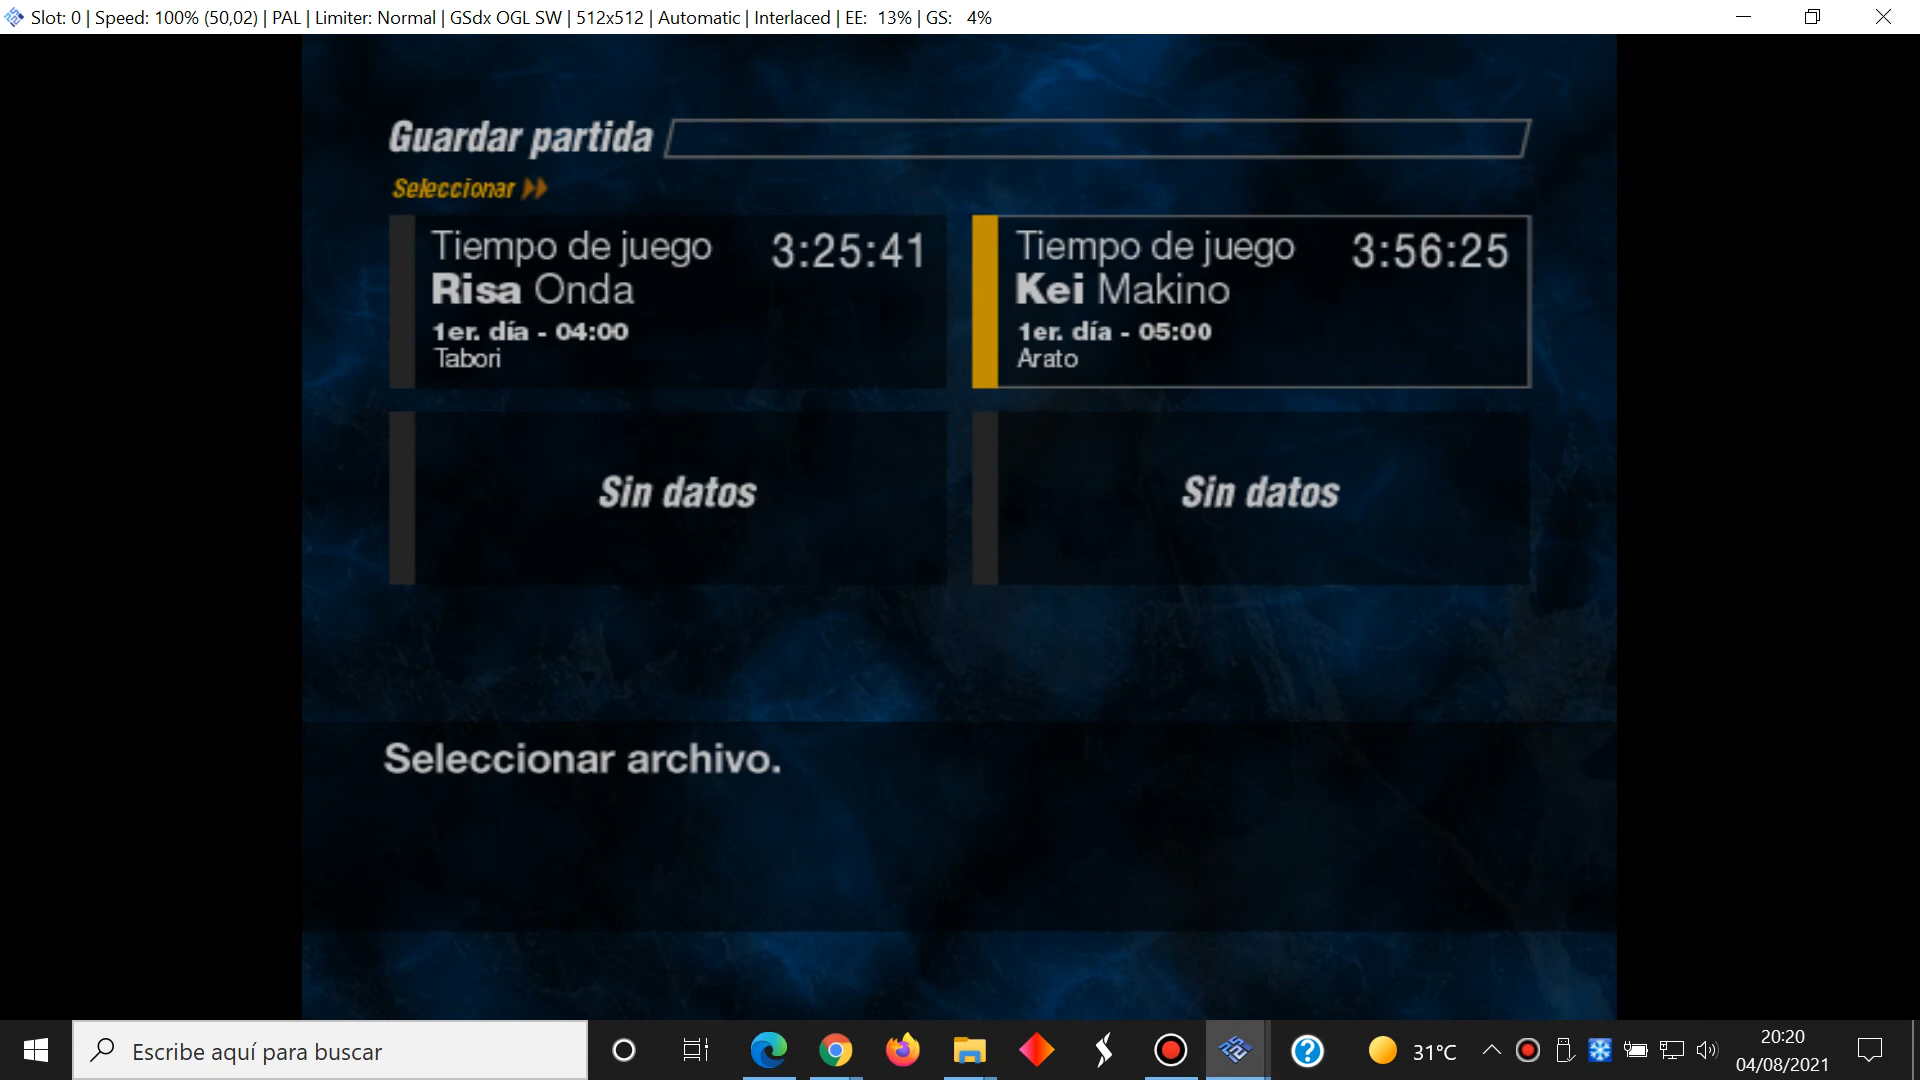 Slot: 0 | Speed: 100% (50,02) | PAL | Limiter: Normal | GSdx OGL SW | 512x512 | Automatic | Interlaced | EE: 13% | GS: 4%
Guardar partida
Seleccionar
Tiempo de juego 3:25:41
Risa Onda
1er. día - 04:00
Tabori
Tiempo de juego 3:56:25
Kei Makino
1er. día - 05:00
Arato
Sin datos
Sin datos
Seleccionar archivo.
Escribe aquí para buscar
31°C
20:20
04/08/2021